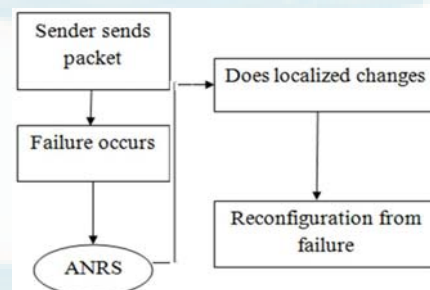 Sender sends
packet
Failure occurs
ANRS
Does localized changes
Reconfiguration from
failure